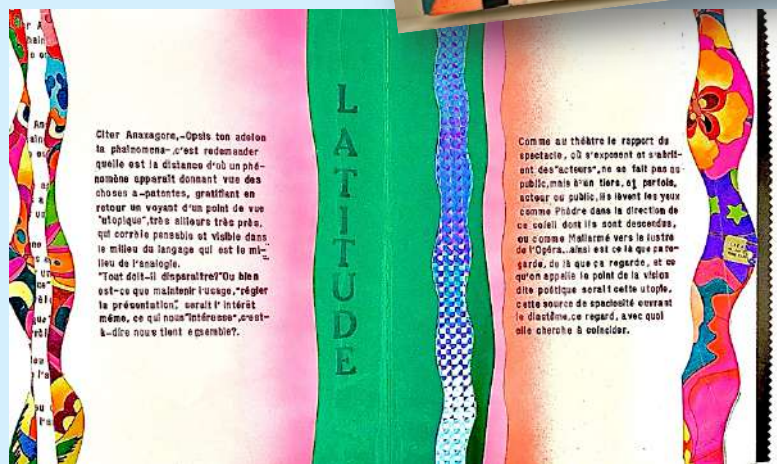 Citer Anaxagore,-Opsis ton adelon
ta phainomena-,c'est redemander
quelle est la distance d'où un phé-
nomène apparaît donnant vue des
choses a-patentes, gratifiant en
retour un voyant d'un point de vue
"utopique",très ailleurs très près,
qui corrèle pensable et visible dans
le milieu du langage qui est le mi-
lieu de l'analogie.
"Tout doit-il disparaître?"Ou bien
est-ce que maintenir l'usage,"régler
la présentation", serait l'intérêt
même, ce qui nous"intéresse",c'est-
à-dire nous tient ensemble?.
LATITUDE
Comme au théâtre le rapport du
spectacle, où s'exposent et s'abrit-
ent des"acteurs",ne se fait pas au
public,mais à un tiers, et parfois,
acteur ou public,ils lèvent les yeux
comme Phèdre dans la direction de
ce soleil dont ils sont descendus,
ou comme Mallarmé vers le lustre
de l'Opéra...ainsi est ce là que ça re-
garde, de là que ça regarde, et ce
qu'on appelle le point de la vision
dite poétique serait cette utopie,
cette source de spaciosité ouvrant
le diastème,ce regard, avec quoi
elle cherche à coïncider.